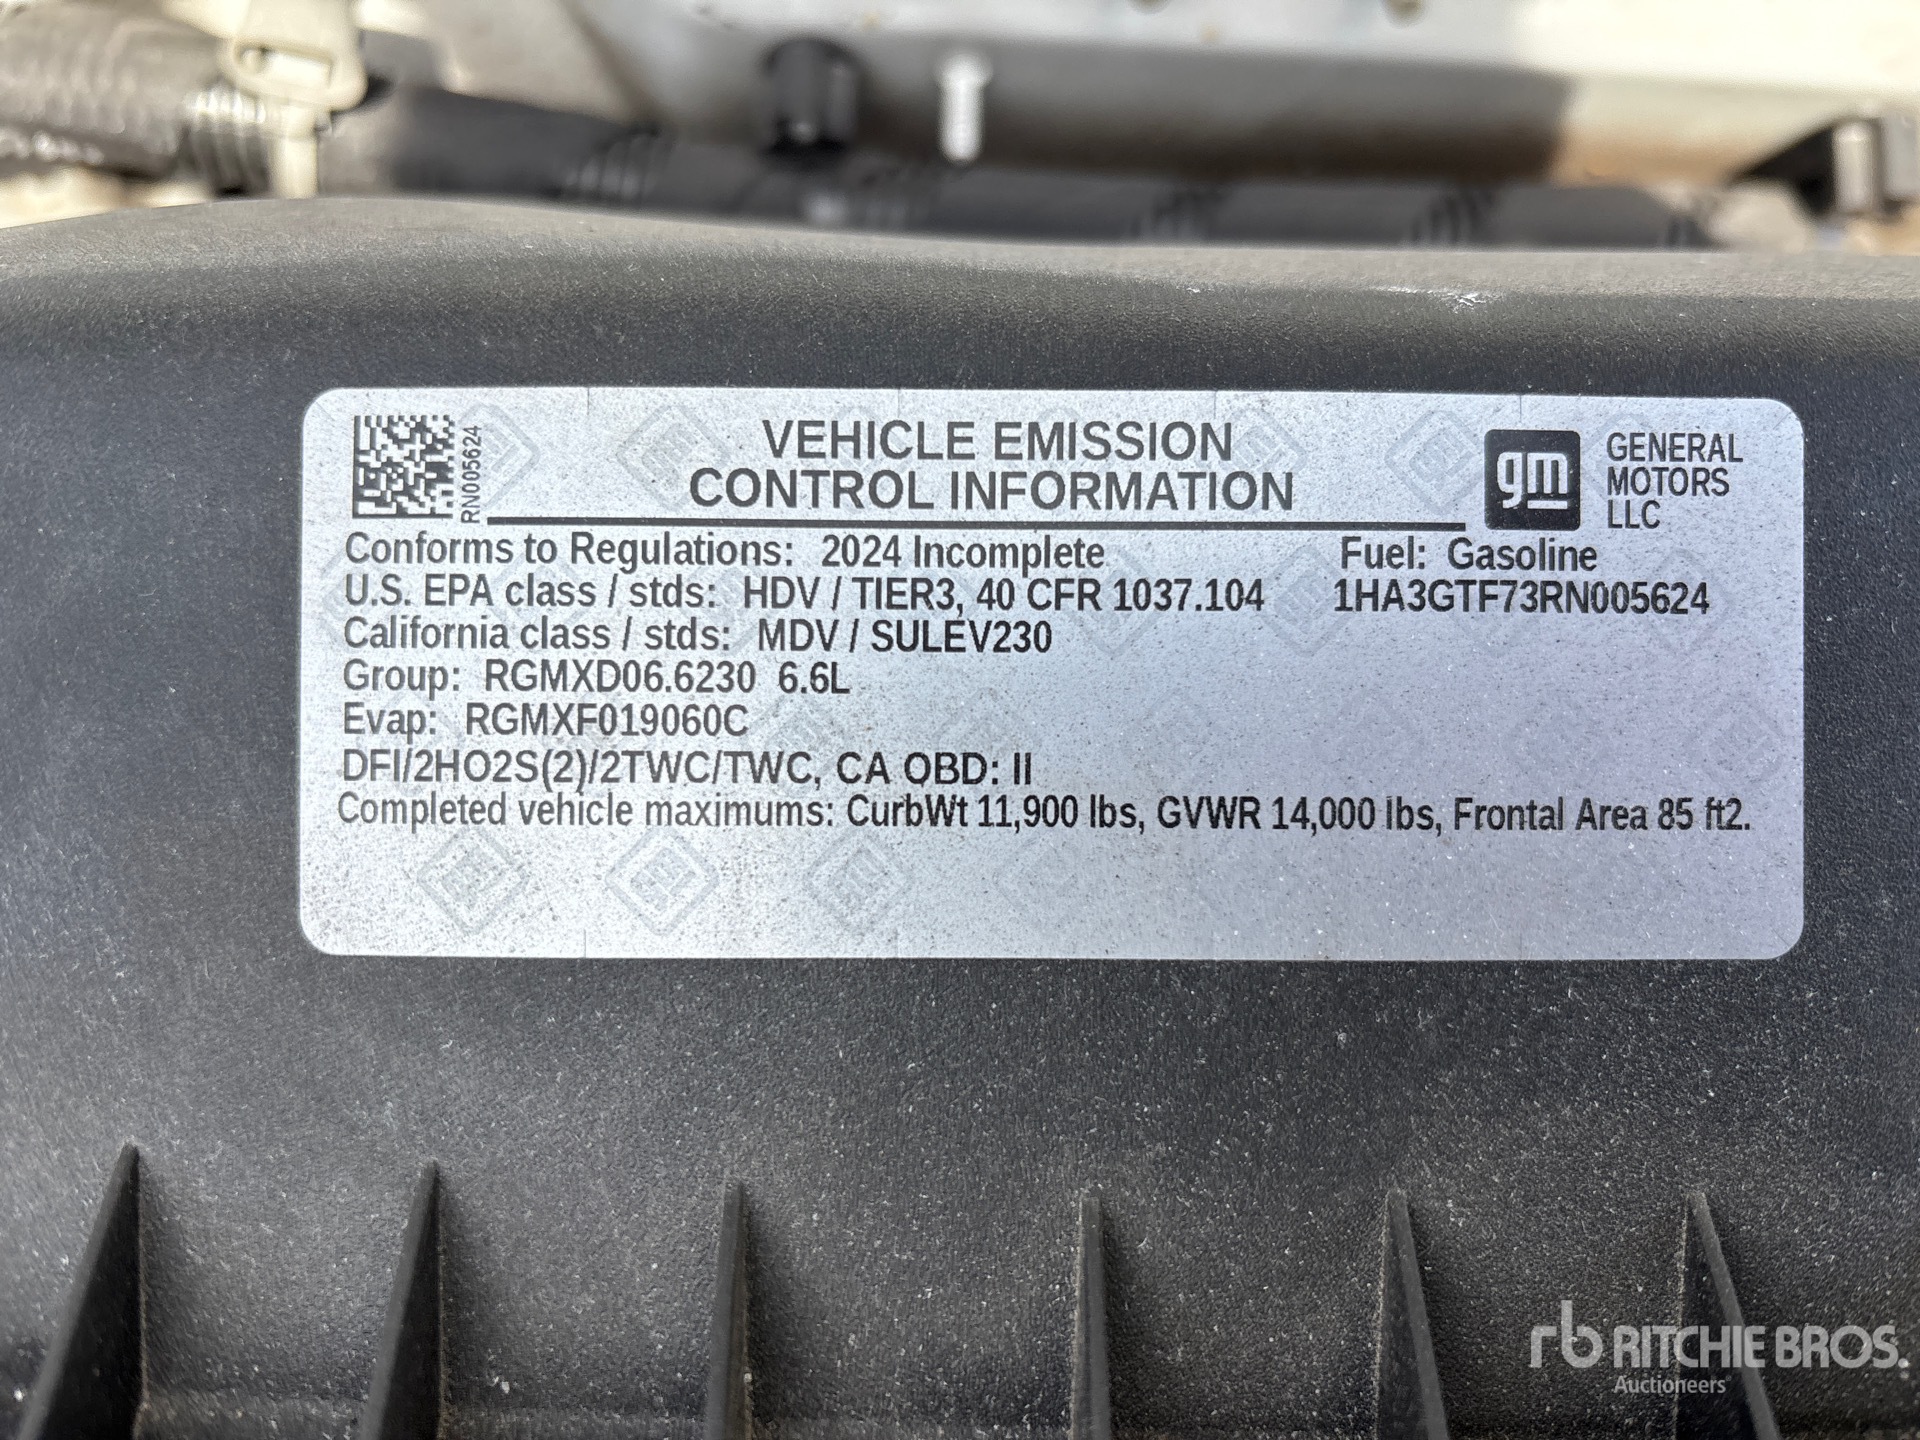 RN005624
VEHICLE EMISSION
CONTROL INFORMATION
gm
GENERAL
MOTORS
LLC
Conforms to Regulations: 2024 Incomplete Fuel: Gasoline
U.S. EPA class / stds: HDV / TIER3, 40 CFR 1037.104 1HA3GTF73RN005624
California class / stds: MDV / SULEV230
Group: RGMXD06.6230 6.6L
Evap: RGMXF019060C
DFI/2HO2S(2)/2TWC/TWC, CA OBD: II
Completed vehicle maximums: CurbWt 11,900 lbs, GVWR 14,000 lbs, Frontal Area 85 ft2.
rb RITCHIE BROS.
Auctioneers